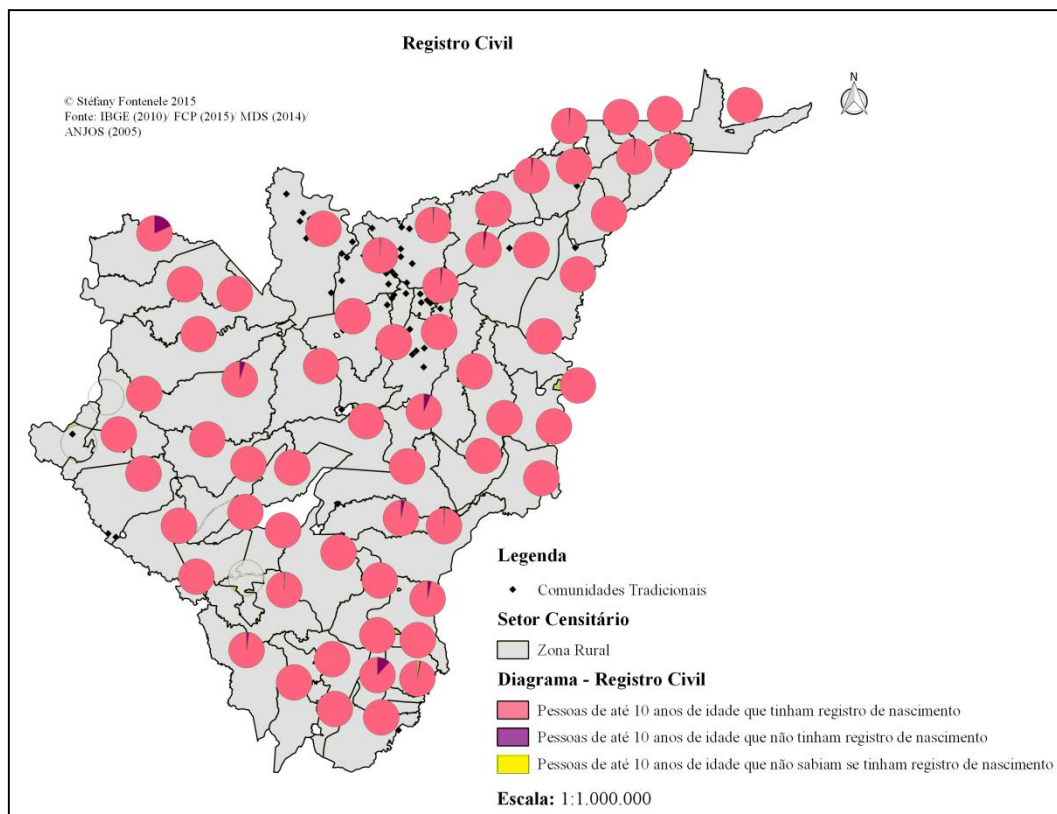 Registro Civil
© Stéfany Fontenele 2015
Fonte: IBGE (2010)/ FCP (2015)/ MDS (2014)/
ANJOS (2005)
N
Legenda
Comunidades Tradicionais
Setor Censitário
Zona Rural
Diagrama - Registro Civil
Pessoas de até 10 anos de idade que tinham registro de nascimento
Pessoas de até 10 anos de idade que não tinham registro de nascimento
Pessoas de até 10 anos de idade que não sabiam se tinham registro de nascimento
Escala: 1:1.000.000